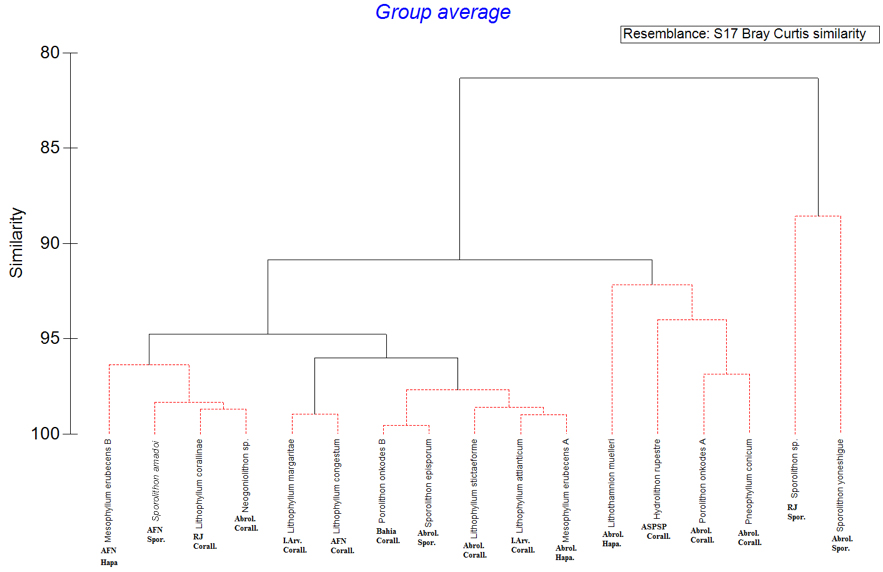 Group average
Resemblance: S17 Bray Curtis similarity
80
85
90
95
100
Similarity
Mesophyllum erubecens B
AFN
Hapa
Sporolithon amadoi
AFN
Spor.
Lithophyllum corallinae
RJ
Corall.
Neogoniolithon sp.
Abrol.
Corall.
Lithophyllum margaritae
LArv.
Corall.
Lithophyllum congestum
AFN
Corall.
Porolithon onkodes B
Bahia
Corall.
Sporolithon episporum
Abrol.
Spor.
Lithophyllum stictaeforme
Abrol.
Corall.
Lithophyllum attlanticum
LArv.
Corall.
Mesophyllum erubecens A
Abrol.
Hapa.
Lithothamnion muelleri
Abrol.
Hapa.
Hydrolithon rupestre
ASPSP
Corall.
Porolithon onkodes A
Abrol.
Corall.
Pneophyllum conicum
Abrol.
Corall.
Sporolithon sp.
RJ
Spor.
Sporolithon yoneshigue
Abrol.
Spor.